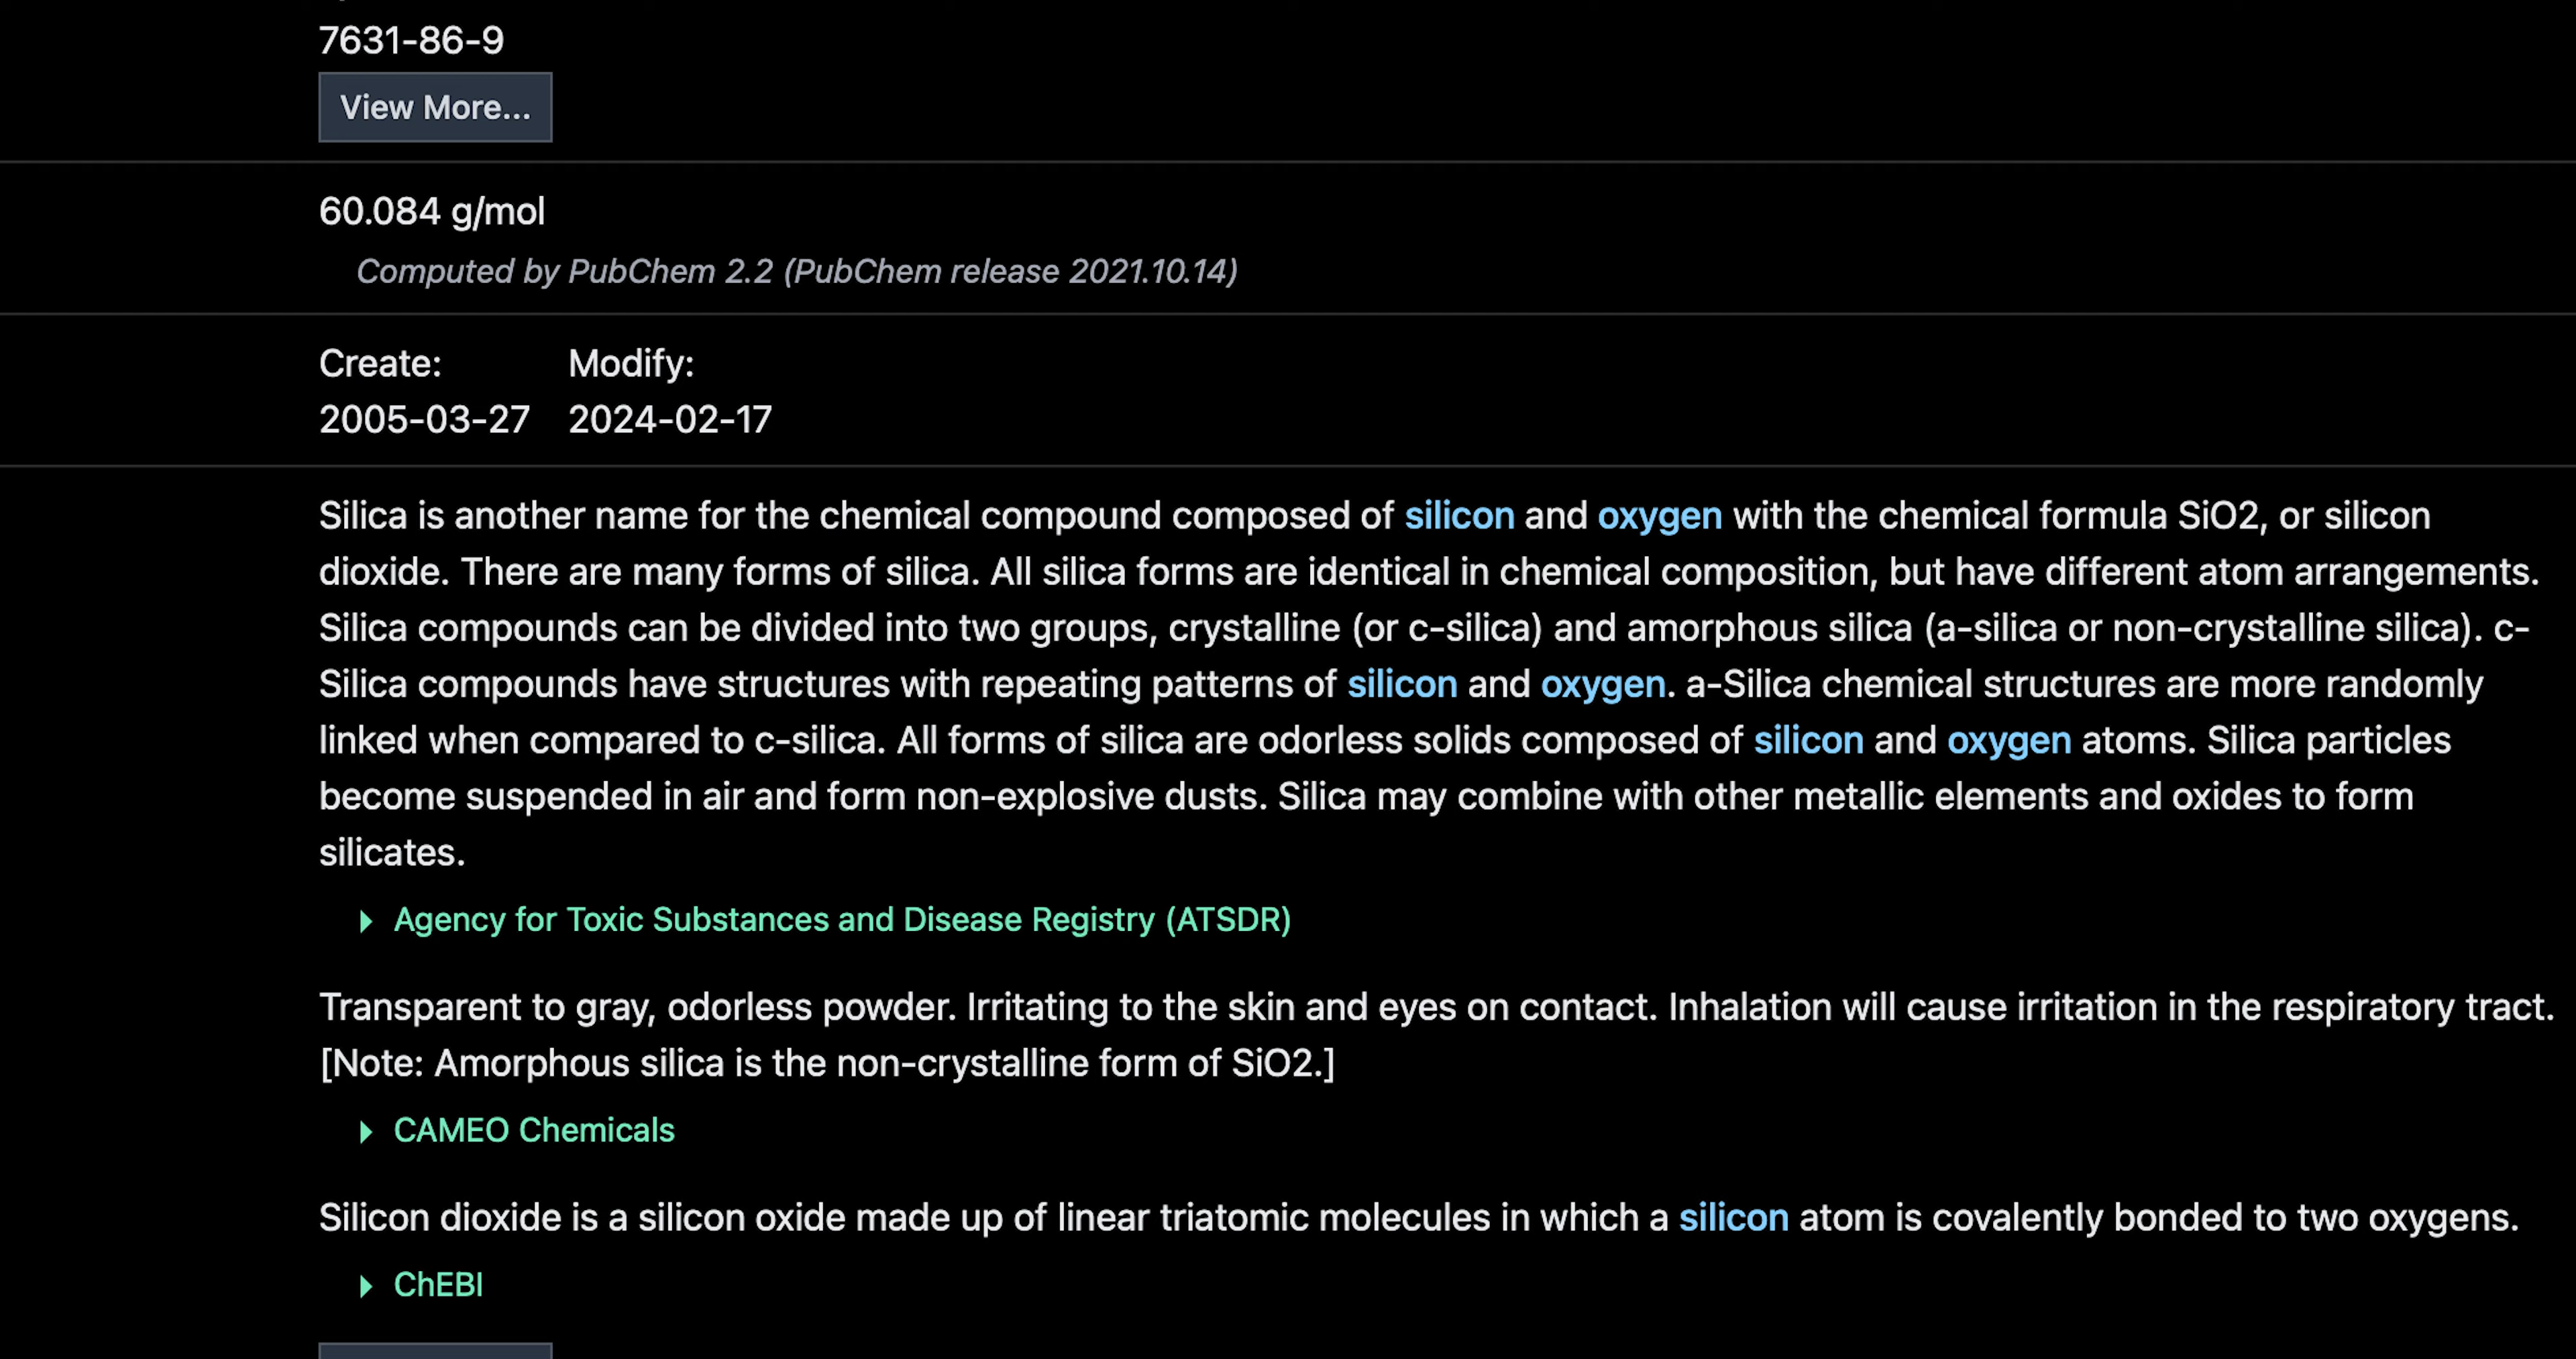 7631-86-9
View More...
60.084 g/mol
Computed by PubChem 2.2 (PubChem release 2021.10.14)
Create: Modify:
2005-03-27 2024-02-17
Silica is another name for the chemical compound composed of silicon and oxygen with the chemical formula SiO2, or silicon
dioxide. There are many forms of silica. All silica forms are identical in chemical composition, but have different atom arrangements.
Silica compounds can be divided into two groups, crystalline (or c-silica) and amorphous silica (a-silica or non-crystalline silica). c-
Silica compounds have structures with repeating patterns of silicon and oxygen. a-Silica chemical structures are more randomly
linked when compared to c-silica. All forms of silica are odorless solids composed of silicon and oxygen atoms. Silica particles
become suspended in air and form non-explosive dusts. Silica may combine with other metallic elements and oxides to form
silicates.
Agency for Toxic Substances and Disease Registry (ATSDR)
Transparent to gray, odorless powder. Irritating to the skin and eyes on contact. Inhalation will cause irritation in the respiratory tract.
[Note: Amorphous silica is the non-crystalline form of SiO2.]
CAMEO Chemicals
Silicon dioxide is a silicon oxide made up of linear triatomic molecules in which a silicon atom is covalently bonded to two oxygens.
ChEBI